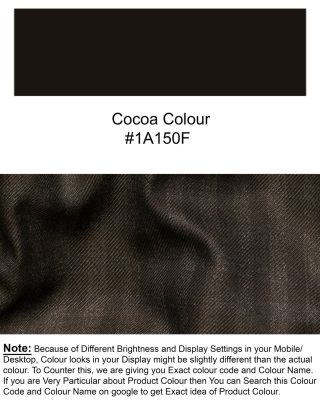 Cocoa Colour
#1A150F
Note: Because of Different Brightness and Display Settings in your Mobile/
Desktop, Colour looks in your Display might be slightly different than the actual
colour. To Counter this, we are giving you Exact colour code and Colour Name.
If you are Very Particular about Product Colour then You can Search this Colour
Code and Colour Name on google to get Exact idea of Product Colour.